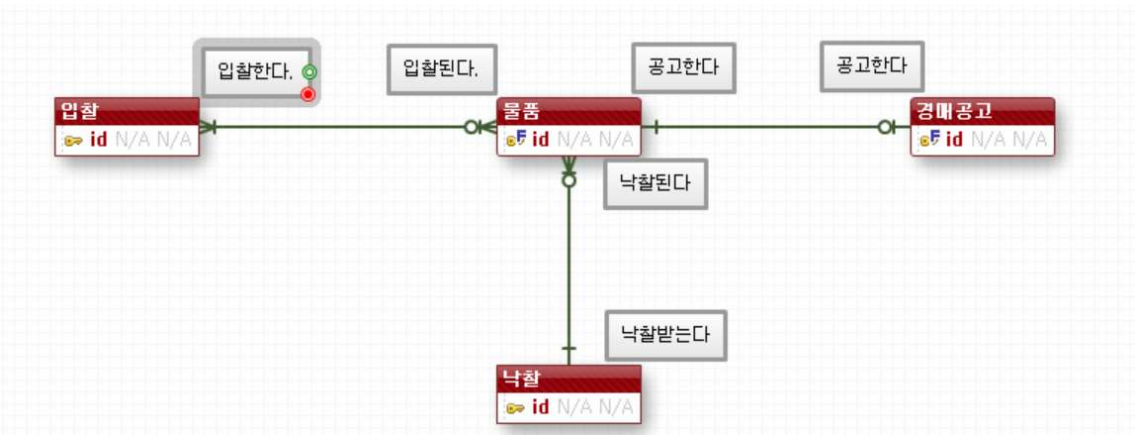 입찰한다.
입찰된다.
공고한다
공고한다
입찰
id N/A N/A
물품
id N/A N/A
경매공고
id N/A N/A
낙찰된다
낙찰받는다
낙찰
id N/A N/A